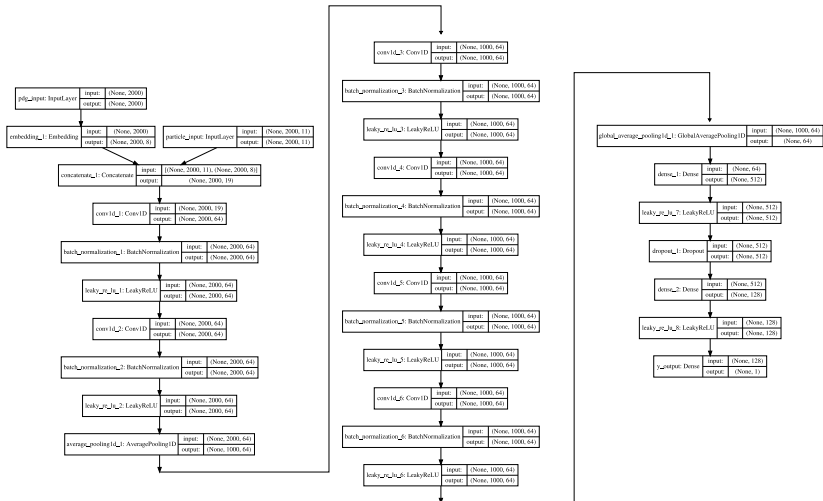 pdg_input: InputLayer input: (None, 2000)
output: (None, 2000)
embedding_1: Embedding input: (None, 2000)
output: (None, 2000, 8)
particle_input: InputLayer input: (None, 2000, 11)
output: (None, 2000, 11)
concatenate_1: Concatenate input: [(None, 2000, 11), (None, 2000, 8)]
output: (None, 2000, 19)
conv1d_1: Conv1D input: (None, 2000, 19)
output: (None, 2000, 64)
batch_normalization_1: BatchNormalization input: (None, 2000, 64)
output: (None, 2000, 64)
leaky_re_lu_1: LeakyReLU input: (None, 2000, 64)
output: (None, 2000, 64)
conv1d_2: Conv1D input: (None, 2000, 64)
output: (None, 2000, 64)
batch_normalization_2: BatchNormalization input: (None, 2000, 64)
output: (None, 2000, 64)
leaky_re_lu_2: LeakyReLU input: (None, 2000, 64)
output: (None, 2000, 64)
average_pooling1d_1: AveragePooling1D input: (None, 2000, 64)
output: (None, 1000, 64)
conv1d_3: Conv1D input: (None, 1000, 64)
output: (None, 1000, 64)
batch_normalization_3: BatchNormalization input: (None, 1000, 64)
output: (None, 1000, 64)
leaky_re_lu_3: LeakyReLU input: (None, 1000, 64)
output: (None, 1000, 64)
conv1d_4: Conv1D input: (None, 1000, 64)
output: (None, 1000, 64)
batch_normalization_4: BatchNormalization input: (None, 1000, 64)
output: (None, 1000, 64)
leaky_re_lu_4: LeakyReLU input: (None, 1000, 64)
output: (None, 1000, 64)
conv1d_5: Conv1D input: (None, 1000, 64)
output: (None, 1000, 64)
batch_normalization_5: BatchNormalization input: (None, 1000, 64)
output: (None, 1000, 64)
leaky_re_lu_5: LeakyReLU input: (None, 1000, 64)
output: (None, 1000, 64)
conv1d_6: Conv1D input: (None, 1000, 64)
output: (None, 1000, 64)
batch_normalization_6: BatchNormalization input: (None, 1000, 64)
output: (None, 1000, 64)
leaky_re_lu_6: LeakyReLU input: (None, 1000, 64)
output: (None, 1000, 64)
global_average_pooling1d_1: GlobalAveragePooling1D input: (None, 1000, 64)
output: (None, 64)
dense_1: Dense input: (None, 64)
output: (None, 512)
leaky_re_lu_7: LeakyReLU input: (None, 512)
output: (None, 512)
dropout_1: Dropout input: (None, 512)
output: (None, 512)
dense_2: Dense input: (None, 512)
output: (None, 128)
leaky_re_lu_8: LeakyReLU input: (None, 128)
output: (None, 128)
y_output: Dense input: (None, 128)
output: (None, 1)